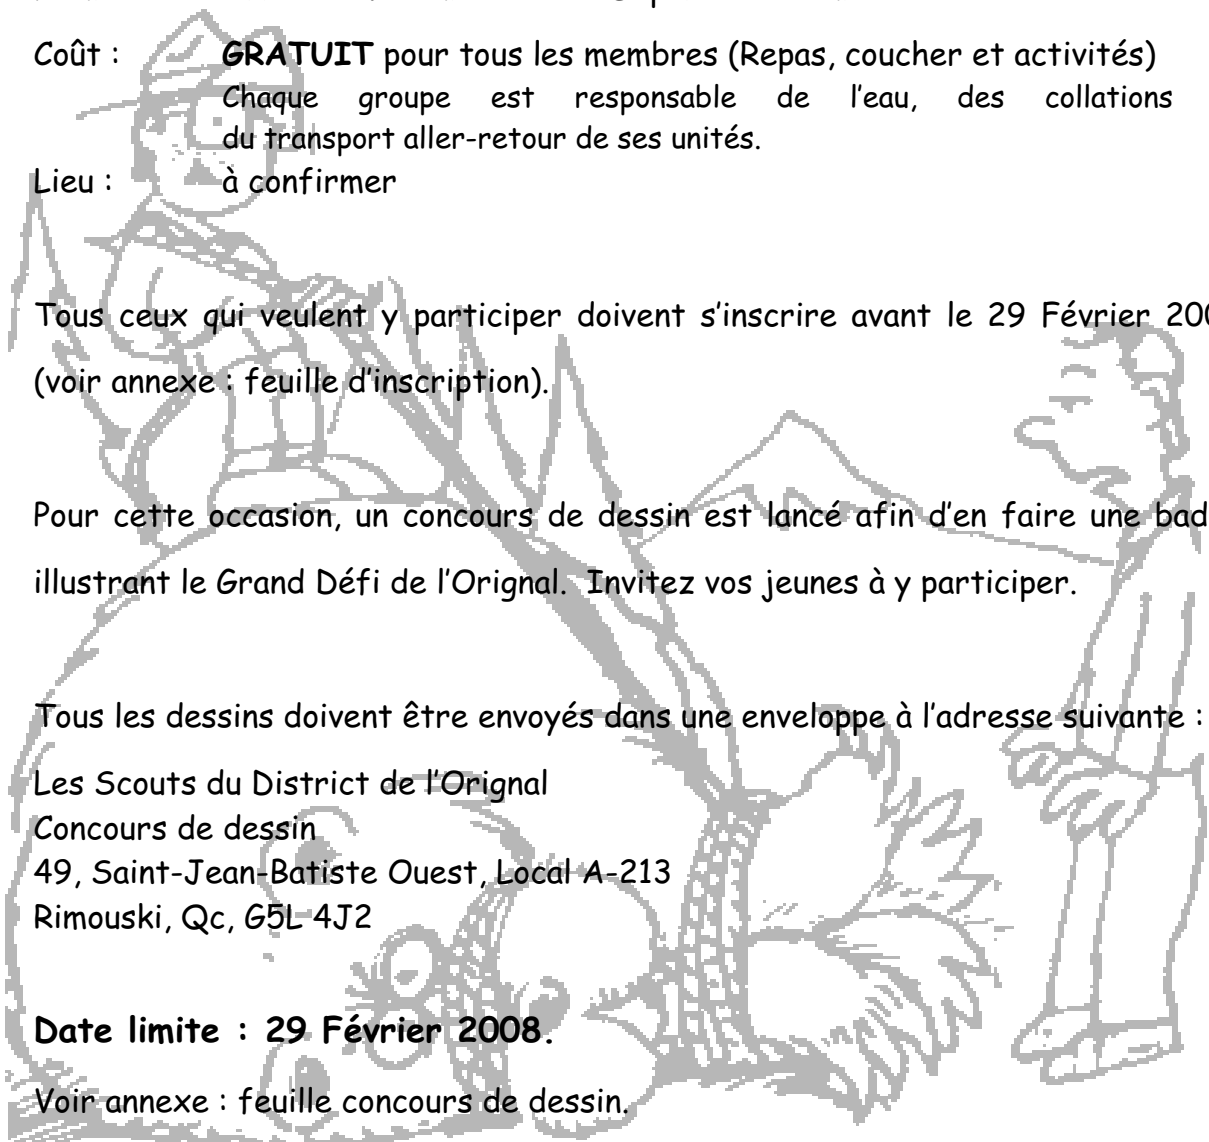 Coût : GRATUIT pour tous les membres (Repas, coucher et activités)
Chaque groupe est responsable de l'eau, des collations
du transport aller-retour de ses unités.
Lieu : à confirmer
Tous ceux qui veulent y participer doivent s'inscrire avant le 29 Février 200
(voir annexe : feuille d'inscription).
Pour cette occasion, un concours de dessin est lancé afin d'en faire une bad
illustrant le Grand Défi de l'Orignal. Invitez vos jeunes à y participer.
Tous les dessins doivent être envoyés dans une enveloppe à l'adresse suivante :
Les Scouts du District de l'Orignal
Concours de dessin
49, Saint-Jean-Batiste Ouest, Local A-213
Rimouski, Qc, G5L 4J2
Date limite : 29 Février 2008.
Voir annexe : feuille concours de dessin.